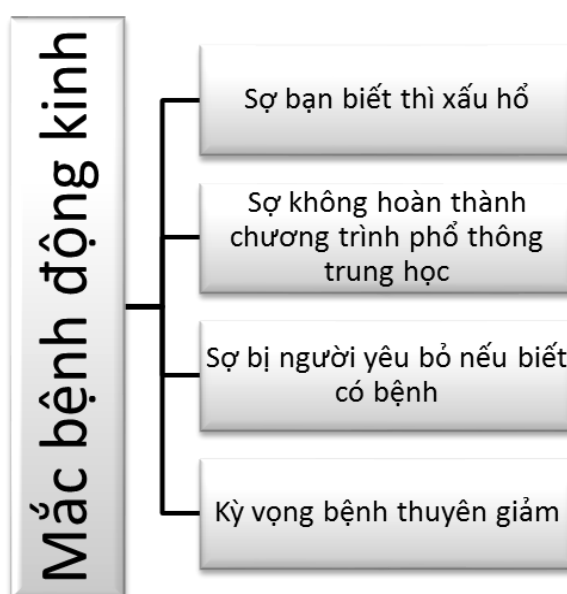 Mắc bệnh động kinh
Sợ bạn biết thì xấu hổ
Sợ không hoàn thành
chương trình phổ thông
trung học
Sợ bị người yêu bỏ nếu biết
có bệnh
Kỳ vọng bệnh thuyên giảm